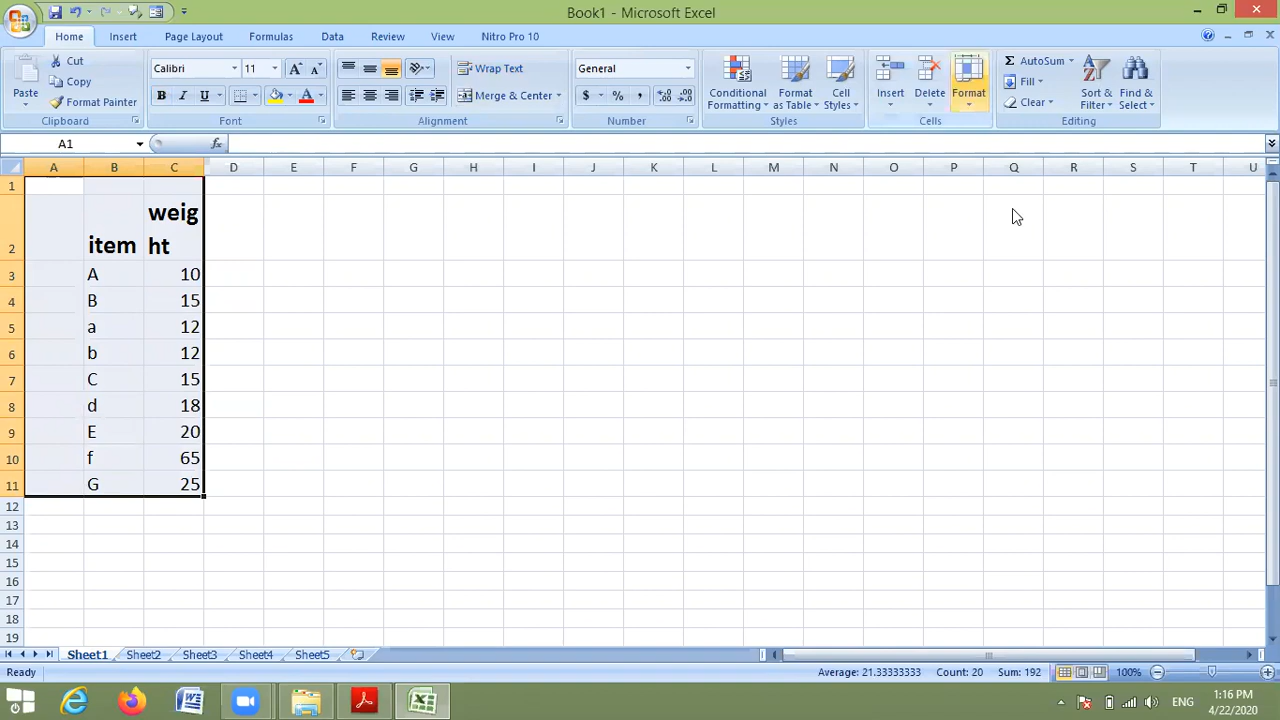 Book1 - Microsoft Excel
Home Insert Page Layout Formulas Data Review View Nitro Pro 10
Paste
Cut
Copy
Format Painter
Clipboard
Calibri 11
B I U
Font
Wrap Text
Merge & Center
Alignment
General
$ % ,
Number
Conditional Formatting
Format as Table
Cell Styles
Styles
Insert
Delete
Format
Cells
Σ AutoSum
Fill
Clear
Sort & Filter
Find & Select
Editing
A1 fx
A B C D E F G H I J K L M N O P Q R S T U
1
2 item weight
3 A 10
4 B 15
5 a 12
6 b 12
7 C 15
8 d 18
9 E 20
10 f 65
11 G 25
12
13
14
15
16
17
18
19
Sheet1 Sheet2 Sheet3 Sheet4 Sheet5
Ready Average: 21.33333333 Count: 20 Sum: 192 100%
ENG
1:16 PM
4/22/2020